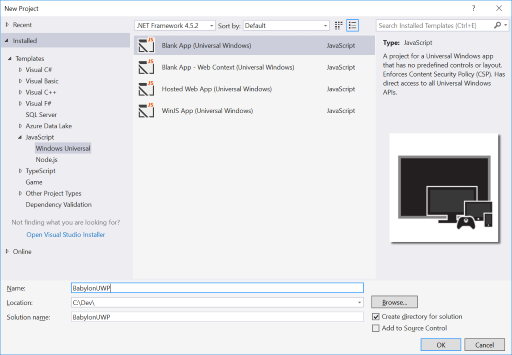 New Project
Recent
Installed
Templates
Visual C#
Visual Basic
Visual C++
Visual F#
SQL Server
Azure Data Lake
JavaScript
Windows Universal
Node.js
TypeScript
Game
Other Project Types
Dependency Validation
Not finding what you are looking for?
Open Visual Studio Installer
Online
.NET Framework 4.5.2 Sort by: Default
Blank App (Universal Windows) JavaScript
Blank App - Web Context (Universal Windows) JavaScript
Hosted Web App (Universal Windows) JavaScript
WinJS App (Universal Windows) JavaScript
Search Installed Templates (Ctrl+E)
Type: JavaScript
A project for a Universal Windows app
that has no predefined controls or layout.
Enforces Content Security Policy (CSP). Has
direct access to all Universal Windows
APIs.
Name: BabylonUWP
Location: C:\Dev\
Browse...
Solution name: BabylonUWP
Create directory for solution
Add to Source Control
OK Cancel